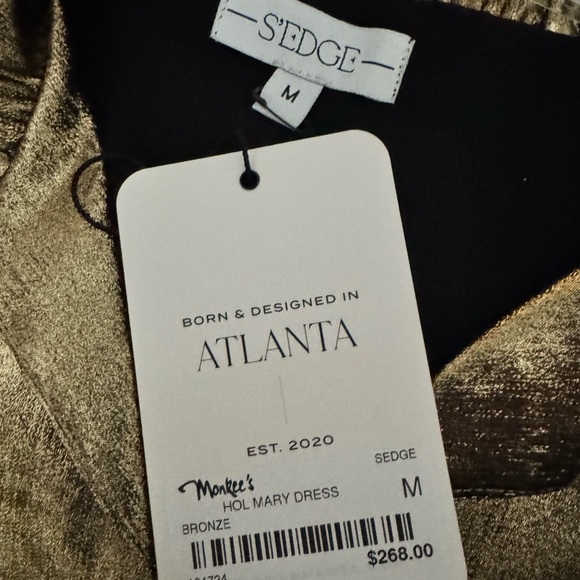 S'EDGE
M
BORN & DESIGNED IN
ATLANTA
EST. 2020
SEDGE
Monkee's
HOL MARY DRESS M
BRONZE
$268.00